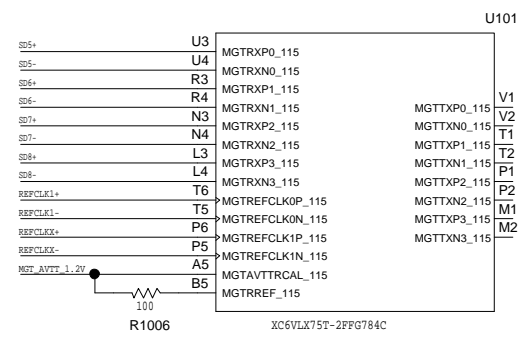 U101
SD5+ U3 MGTRXP0_115
SD5- U4 MGTRXN0_115
SD6+ R3 MGTRXP1_115
SD6- R4 MGTRXN1_115 MGTTXP0_115 V1
SD7+ N3 MGTRXP2_115 MGTTXN0_115 V2
SD7- N4 MGTRXN2_115 MGTTXP1_115 T1
SD8+ L3 MGTRXP3_115 MGTTXN1_115 T2
SD8- L4 MGTRXN3_115 MGTTXP2_115 P1
REFCLK1+ T6 MGTREFCLK0P_115 MGTTXN2_115 P2
REFCLK1- T5 MGTREFCLK0N_115 MGTTXP3_115 M1
REFCLKX+ P6 MGTREFCLK1P_115 MGTTXN3_115 M2
REFCLKX- P5 MGTREFCLK1N_115
MGT_AVTT_1.2V A5 MGTAVTTRCAL_115
B5 MGTRREF_115
100
R1006 XC6VLX75T-2FFG784C